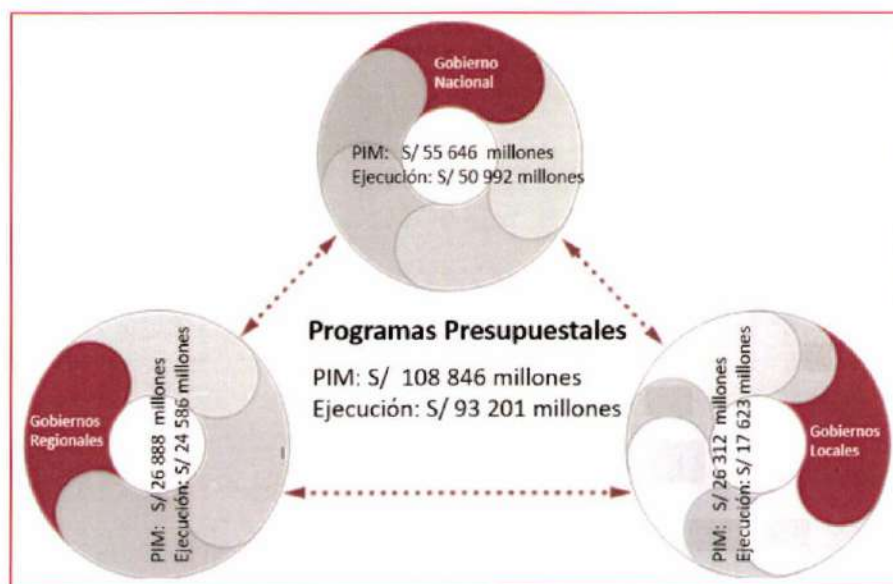 Gobierno
Nacional
PIM: S/ 55 646 millones
Ejecución: S/ 50 992 millones
Programas Presupuestales
PIM: S/ 108 846 millones
Ejecución: S/ 93 201 millones
Gobiernos
Regionales
PIM: S/ 26 888 millones
Ejecución: S/ 24 586 millones
Gobiernos
Locales
PIM: S/ 26 312 millones
Ejecución: S/ 17 623 millones